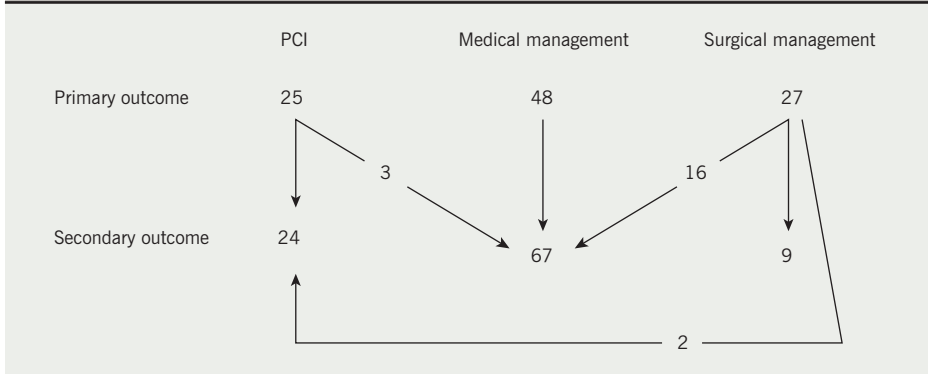 PCI Medical management Surgical management
Primary outcome 25 48 27
3 16
Secondary outcome 24 67 9
2